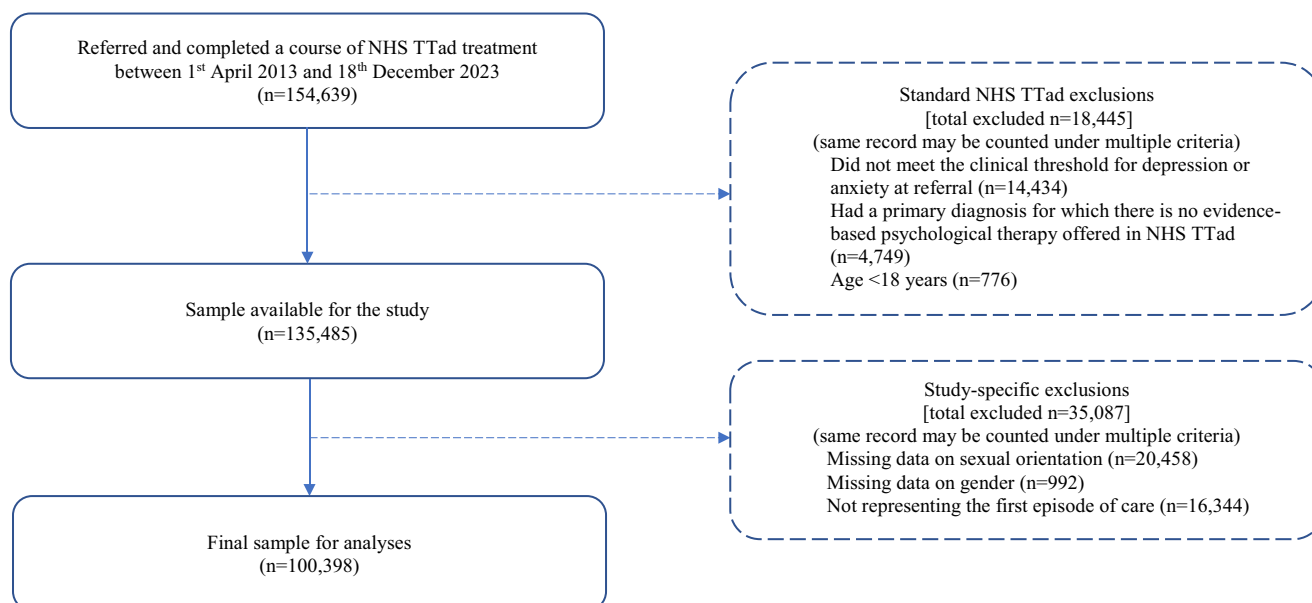 Referred and completed a course of NHS TTad treatment
between 1st April 2013 and 18th December 2023
(n=154,639)
Standard NHS TTad exclusions
[total excluded n=18,445]
(same record may be counted under multiple criteria)
Did not meet the clinical threshold for depression or
anxiety at referral (n=14,434)
Had a primary diagnosis for which there is no evidence-
based psychological therapy offered in NHS TTad
(n=4,749)
Age <18 years (n=776)
Sample available for the study
(n=135,485)
Study-specific exclusions
[total excluded n=35,087]
(same record may be counted under multiple criteria)
Missing data on sexual orientation (n=20,458)
Missing data on gender (n=992)
Not representing the first episode of care (n=16,344)
Final sample for analyses
(n=100,398)